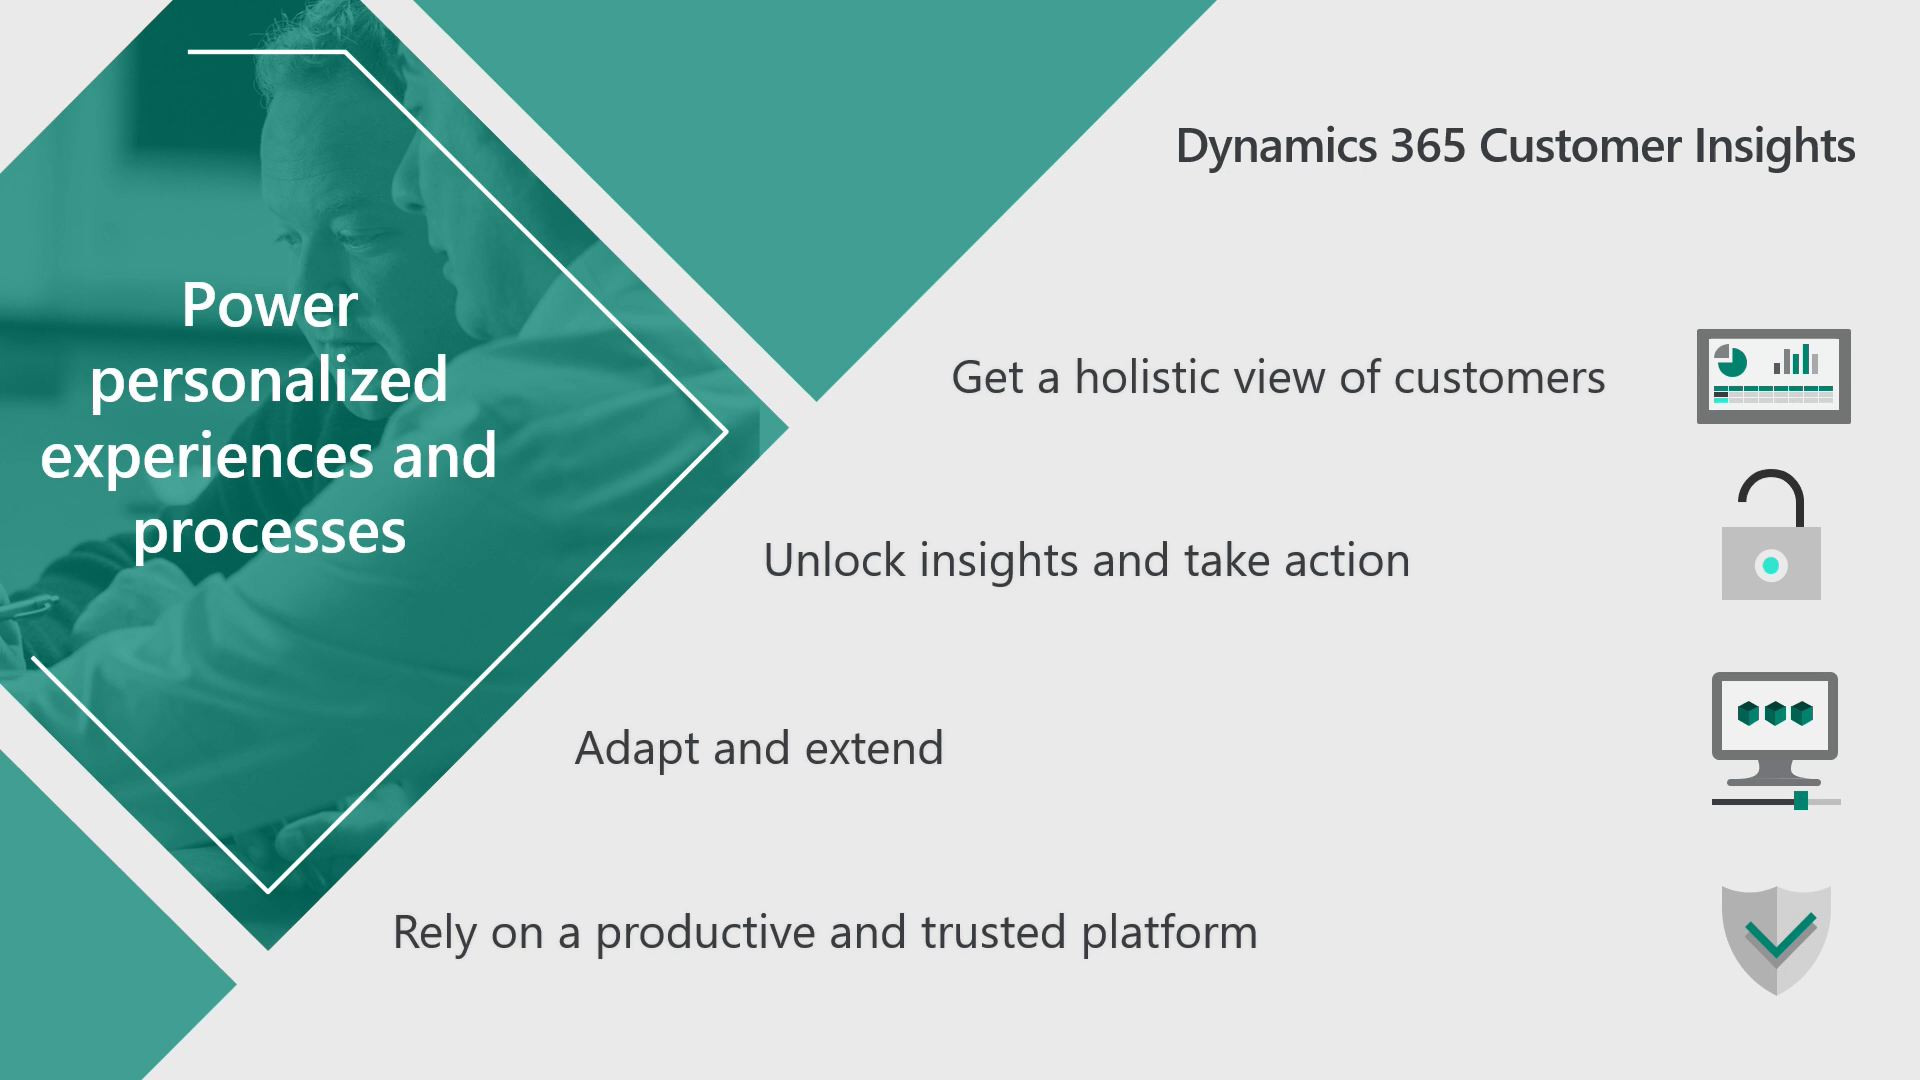 Dynamics 365 Customer Insights
Power
personalized
experiences and
processes
Get a holistic view of customers
Unlock insights and take action
Adapt and extend
Rely on a productive and trusted platform